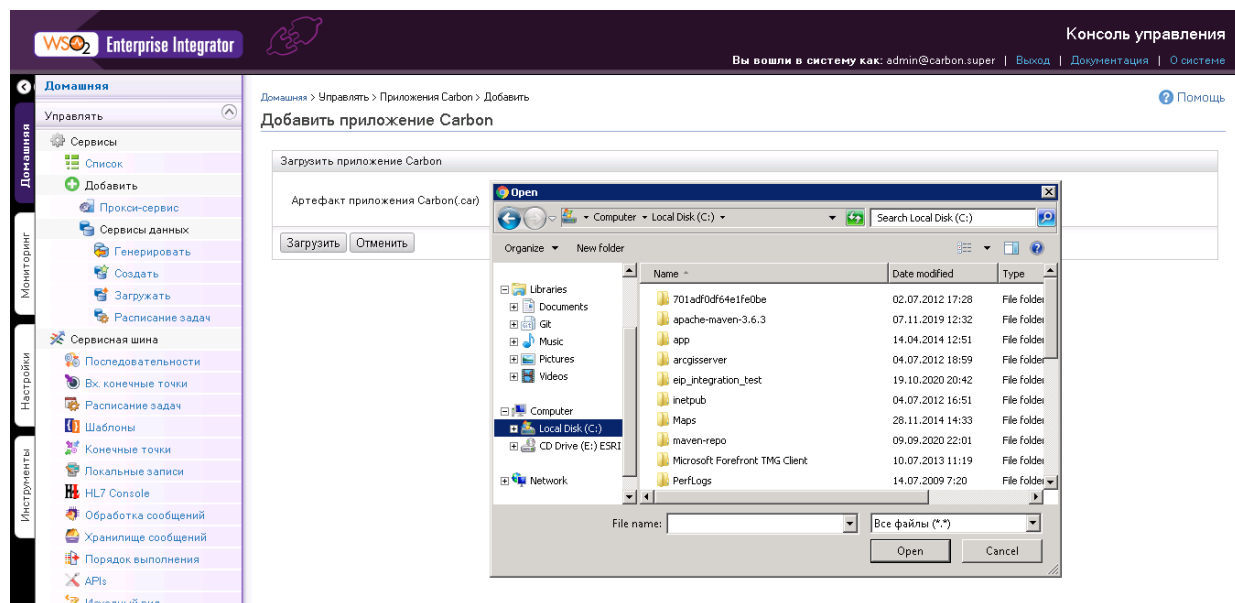 WSO2 Enterprise Integrator
Консоль управления
Вы вошли в систему как: admin@carbon.super | Выход | Документация | О системе
Домашняя
Мониторинг
Настройки
Инструменты
Домашняя
Управлять
Сервисы
Список
Добавить
Прокси-сервис
Сервисы данных
Генерировать
Создать
Загружать
Расписание задач
Сервисная шина
Последовательности
Вх. конечные точки
Расписание задач
Шаблоны
Конечные точки
Локальные записи
HL7 Console
Обработка сообщений
Хранилище сообщений
Порядок выполнения
APIs
Домашняя > Управлять > Приложения Carbon > Добавить
Помощь
Добавить приложение Carbon
Загрузить приложение Carbon
Артефакт приложения Carbon(.car)
Загрузить Отменить
Open
Computer Local Disk (C:)
Search Local Disk (C:)
Organize New folder
Libraries
Documents
Git
Music
Pictures
Videos
Computer
Local Disk (C:)
CD Drive (E:) ESRI
Network
Name Date modified Type
701adf0df64e1fe0be 02.07.2012 17:28 File folder
apache-maven-3.6.3 07.11.2019 12:32 File folder
app 14.04.2014 12:51 File folder
arcgisserver 04.07.2012 18:59 File folder
eip_integration_test 19.10.2020 20:42 File folder
inetpub 04.07.2012 16:51 File folder
Maps 28.11.2014 14:33 File folder
maven-repo 09.09.2020 22:01 File folder
Microsoft Forefront TMG Client 10.07.2013 11:19 File folder
PerfLogs 14.07.2009 7:20 File folder
File name:
Все файлы (*.*)
Open Cancel